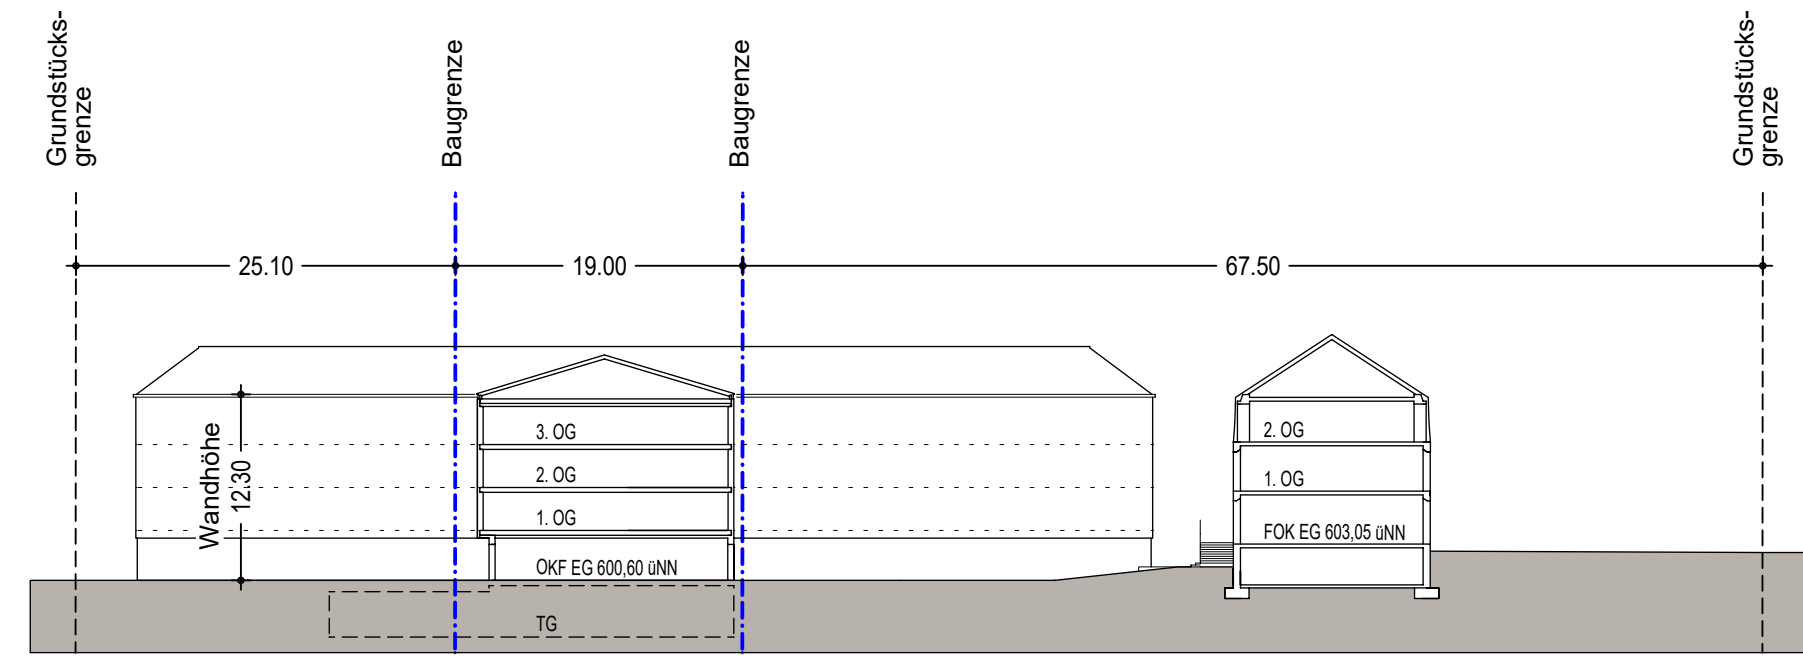 Grundstücks-
grenze
Baugrenze
Baugrenze
Grundstücks-
grenze
25.10
19.00
67.50
Wandhöhe
12.30
3. OG
2. OG
1. OG
OKF EG 600,60 üNN
TG
2. OG
1. OG
FOK EG 603,05 üNN